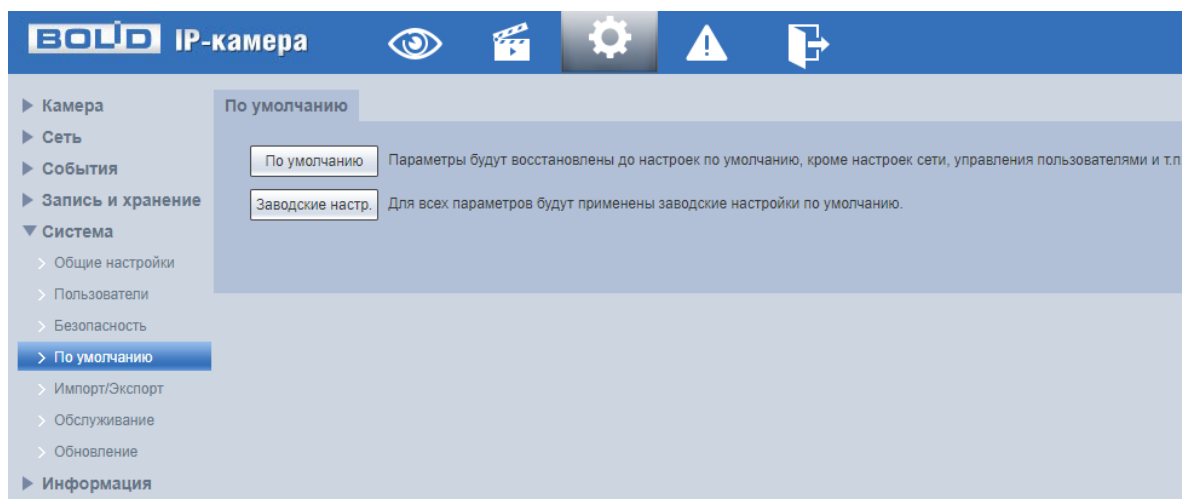 BOLID IP-камера
Камера
Сеть
События
Запись и хранение
Система
Общие настройки
Пользователи
Безопасность
По умолчанию
Импорт/Экспорт
Обслуживание
Обновление
Информация
По умолчанию
По умолчанию Параметры будут восстановлены до настроек по умолчанию, кроме настроек сети, управления пользователями и т.п
Заводские настр. Для всех параметров будут применены заводские настройки по умолчанию.